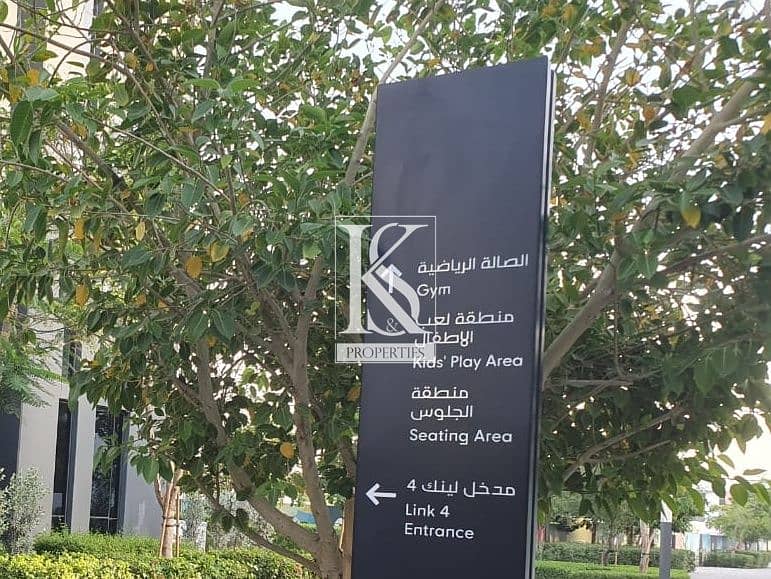 الصالة الرياضية
Gym
منطقة لعب
الاطفال
Kids' Play Area
منطقة
الجلوس
Seating Area
مدخل لينك 4
Link 4
Entrance
K&S
PROPERTIES